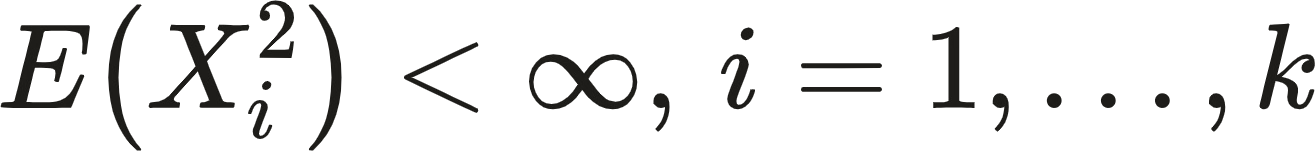 E(X_i^2) < ∞, i = 1, . . . , k